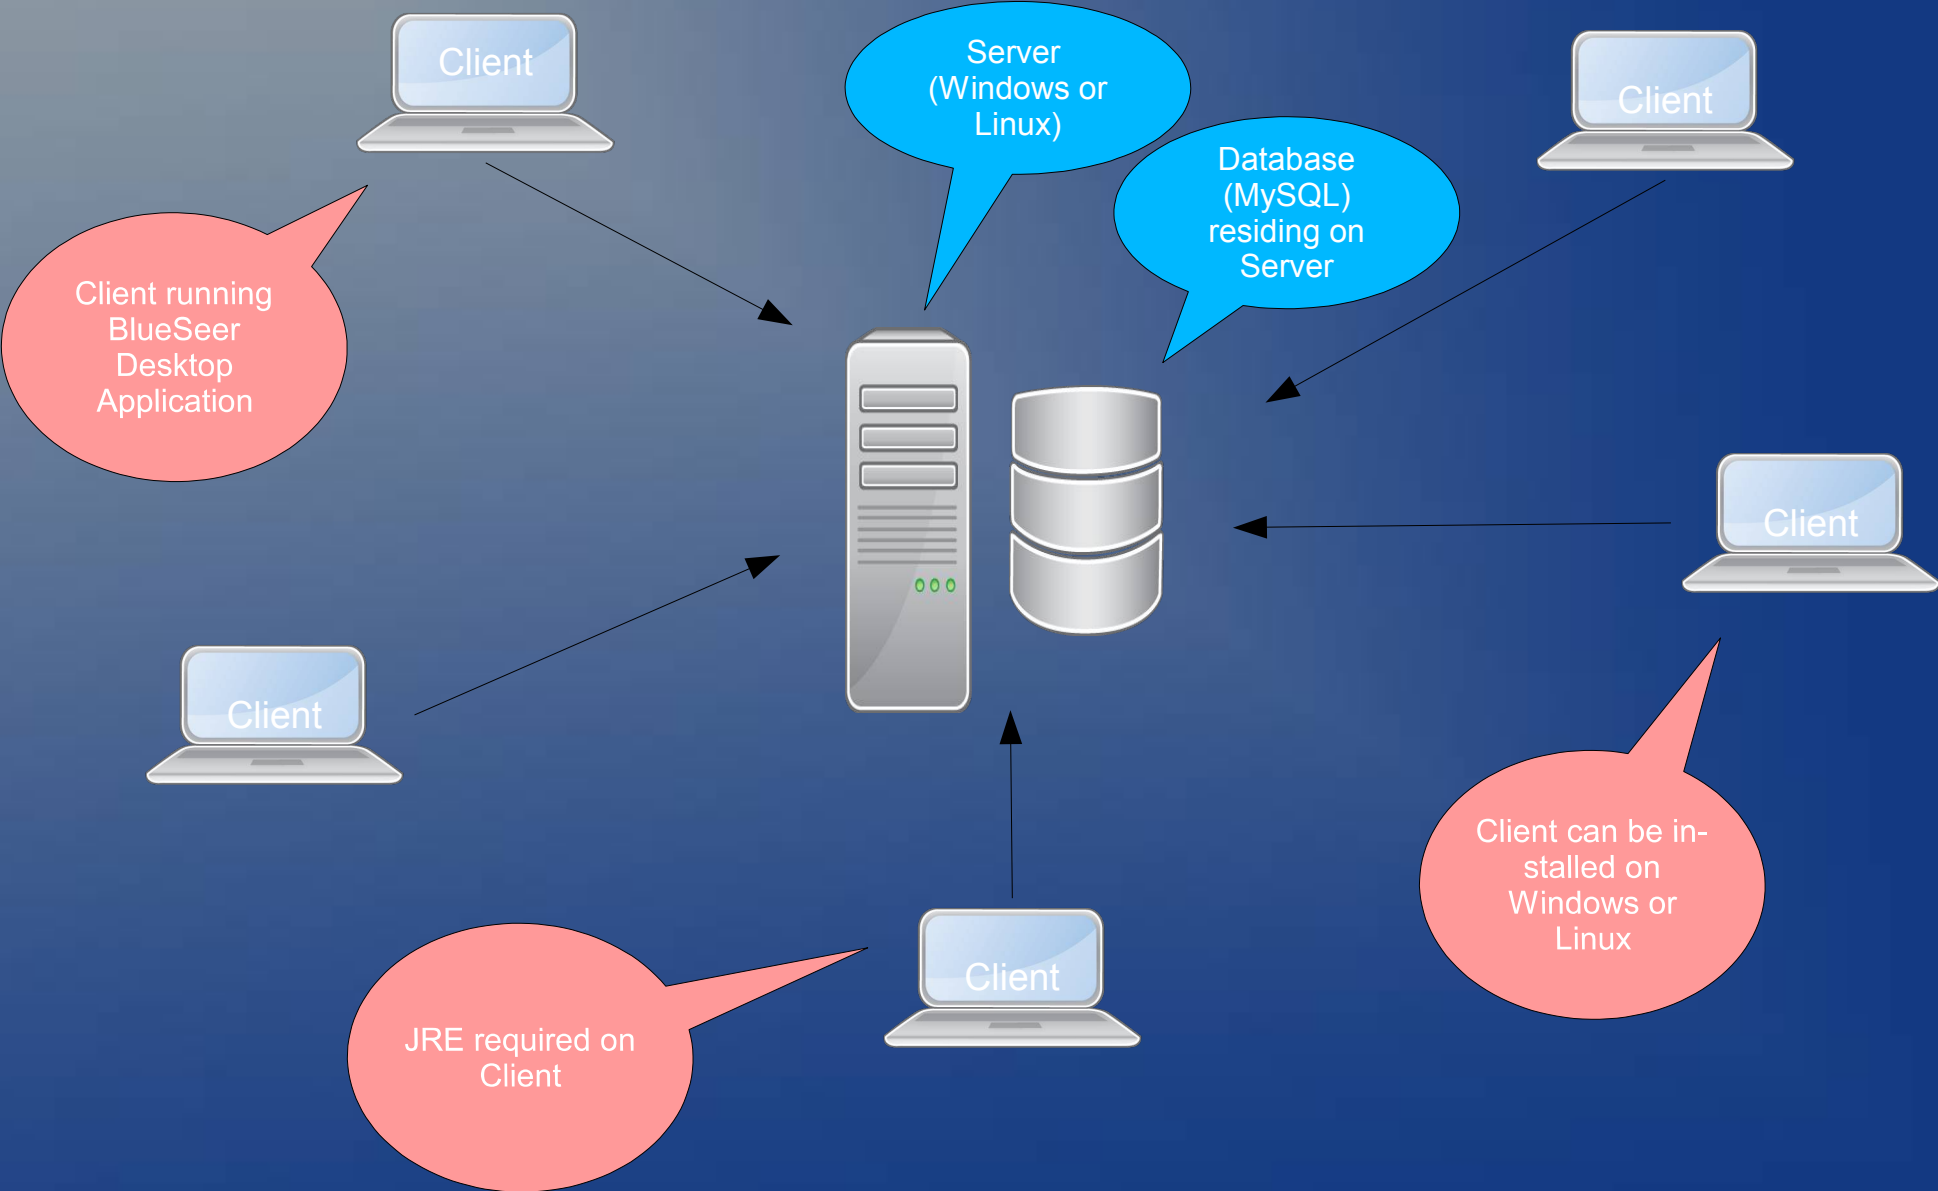 Client
Server
(Windows or
Linux)
Client
Database
(MySQL)
residing on
Server
Client running
BlueSeer
Desktop
Application
Client
Client
Client can be in-
stalled on
Windows or
Linux
Client
JRE required on
Client